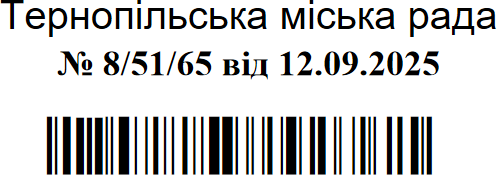 Тернопільська міська рада
№ 8/51/65 від 12.09.2025